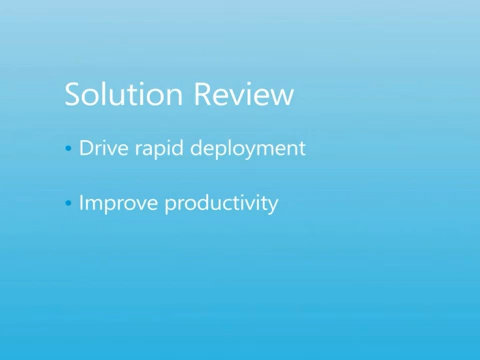 Solution Review
• Drive rapid deployment
• Improve productivity